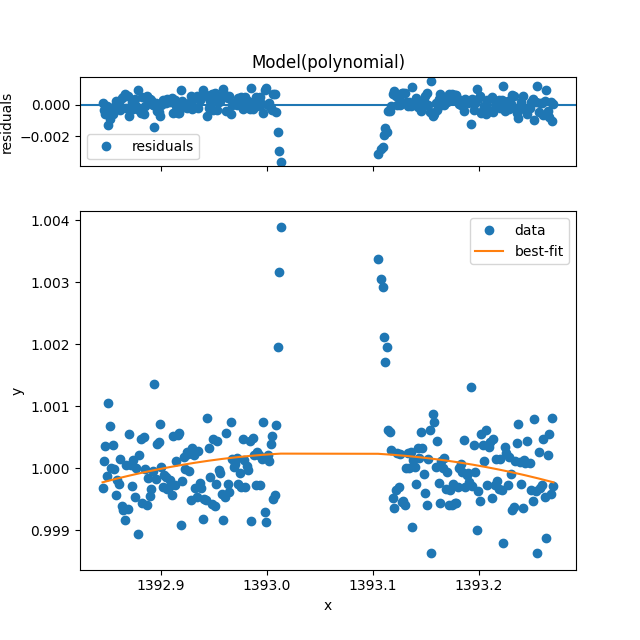 Model(polynomial)
residuals
0.000
−0.002
residuals
1.004
1.003
1.002
1.001
1.000
0.999
data
best-fit
y
1392.9
1393.0
1393.1
1393.2
x